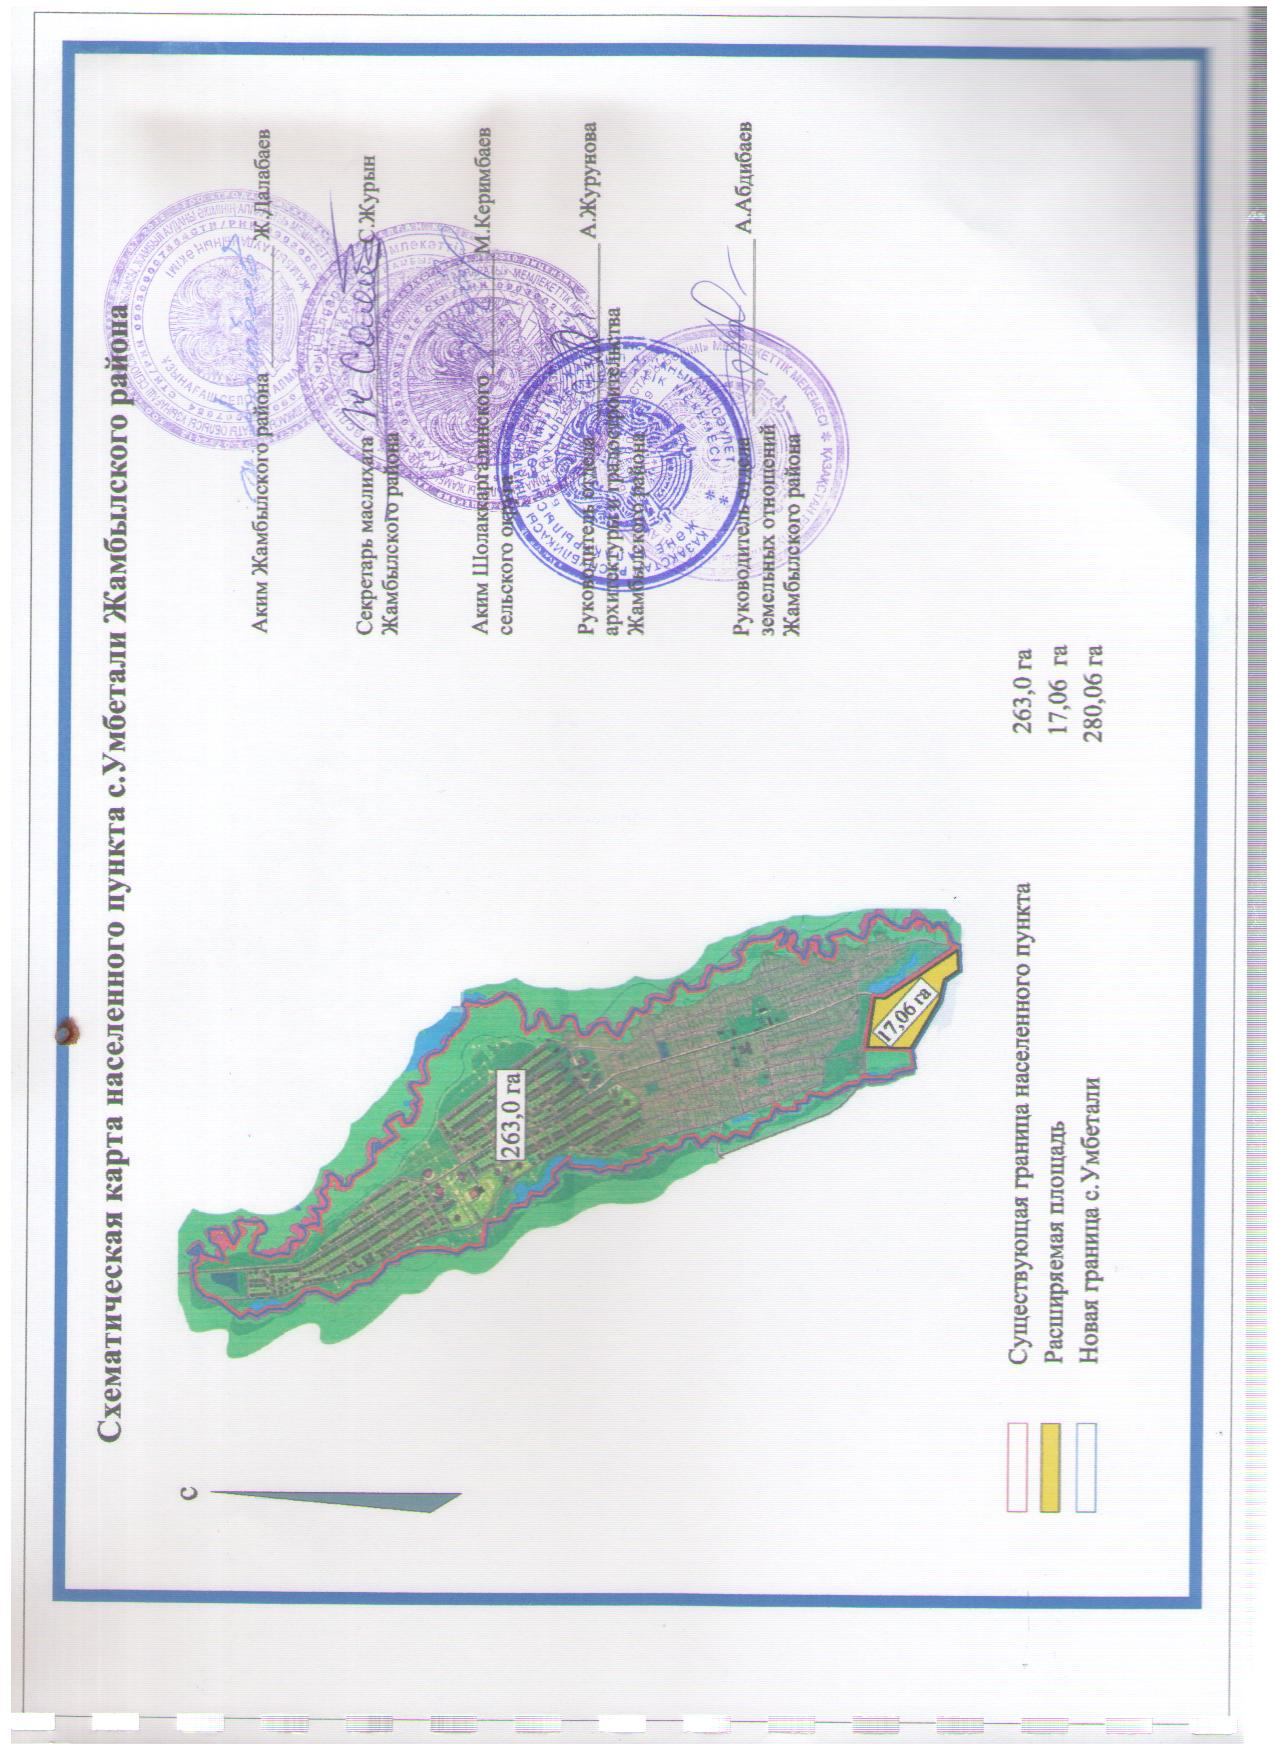 Схематическая карта населенного пункта с.Умбетали Жамбылского района
Аким Жамбылского района Ж.Далабаев
Секретарь маслихата С.Журын
Жамбылского района
Аким Шолаккаргалинского М.Керимбаев
сельского округа
Руководитель отдела А.Журунова
архитектуры и градостроительства
Жамбылского района
Руководитель отдела А.Абдибаев
земельных отношений
Жамбылского района
С
263,0 га
17,06 га
Существующая граница населенного пункта 263,0 га
Расширяемая площадь 17,06 га
Новая граница с.Умбетали 280,06 га